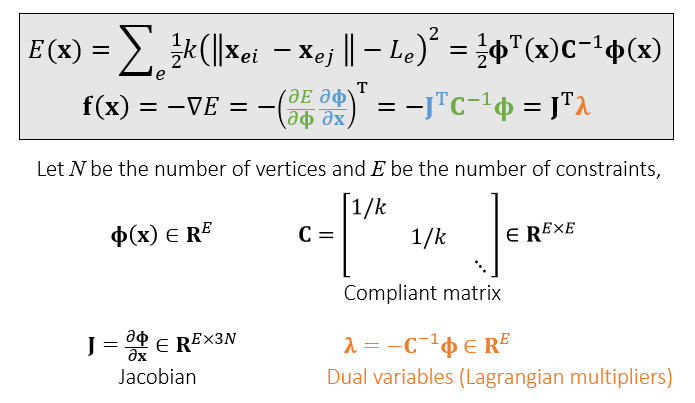 E(x) = ∑ₑ ½k(‖xₑᵢ − xₑⱼ‖ − Lₑ)² = ½ϕᵀ(x)C⁻¹ϕ(x)
f(x) = −∇E = −(∂E/∂ϕ ∂ϕ/∂x)ᵀ = −JᵀC⁻¹ϕ = Jᵀλ
Let N be the number of vertices and E be the number of constraints,
ϕ(x) ∈ Rᴱ C = [1/k 1/k ⋱] ∈ Rᴱˣᴱ
Compliant matrix
J = ∂ϕ/∂x ∈ Rᴱˣ³ᴺ λ = −C⁻¹ϕ ∈ Rᴱ
Jacobian Dual variables (Lagrangian multipliers)